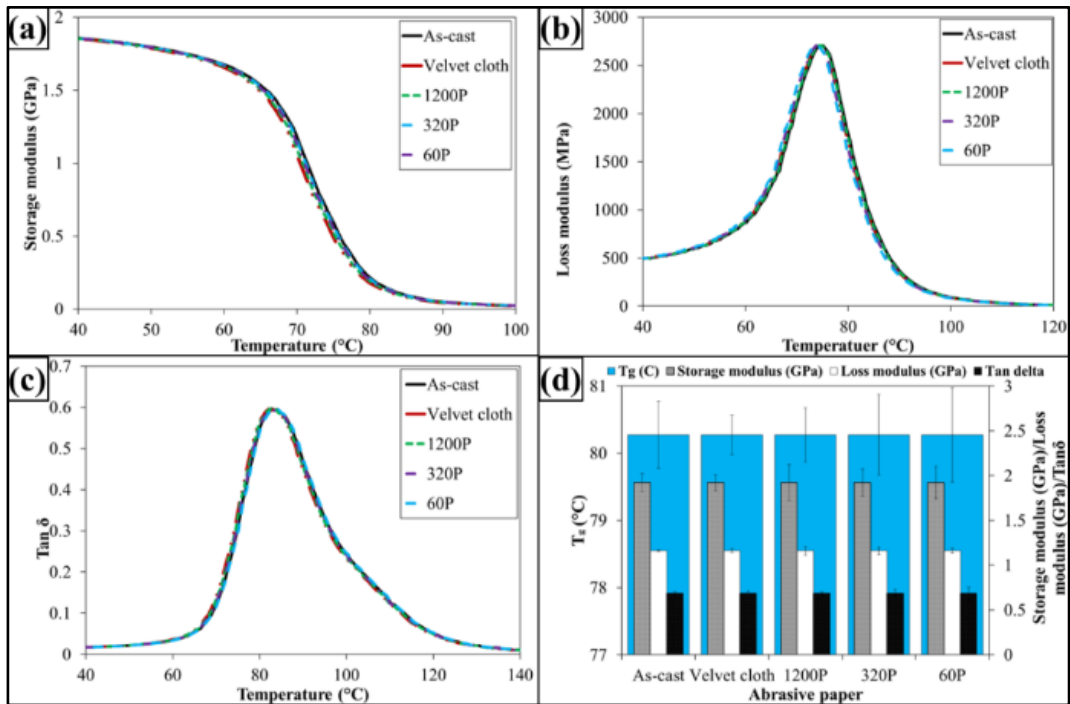 (a)
2
1.5
1
0.5
0
Storage modulus (GPa)
40 50 60 70 80 90 100
Temperature (°C)
As-cast
Velvet cloth
1200P
320P
60P
(b)
3000
2500
2000
1500
1000
500
0
Loss modulus (MPa)
40 60 80 100 120
Temperatuer (°C)
As-cast
Velvet cloth
1200P
320P
60P
(c)
0.7
0.6
0.5
0.4
0.3
0.2
0.1
0
Tan δ
40 60 80 100 120 140
Temperature (°C)
As-cast
Velvet cloth
1200P
320P
60P
(d)
Tg (C) Storage modulus (GPa) Loss modulus (GPa) Tan delta
81
80
79
78
77
Tg (°C)
3
2.5
2
1.5
1
0.5
0
Storage modulus (GPa)/Loss
modulus (GPa)/Tanδ
As-cast Velvet cloth 1200P 320P 60P
Abrasive paper